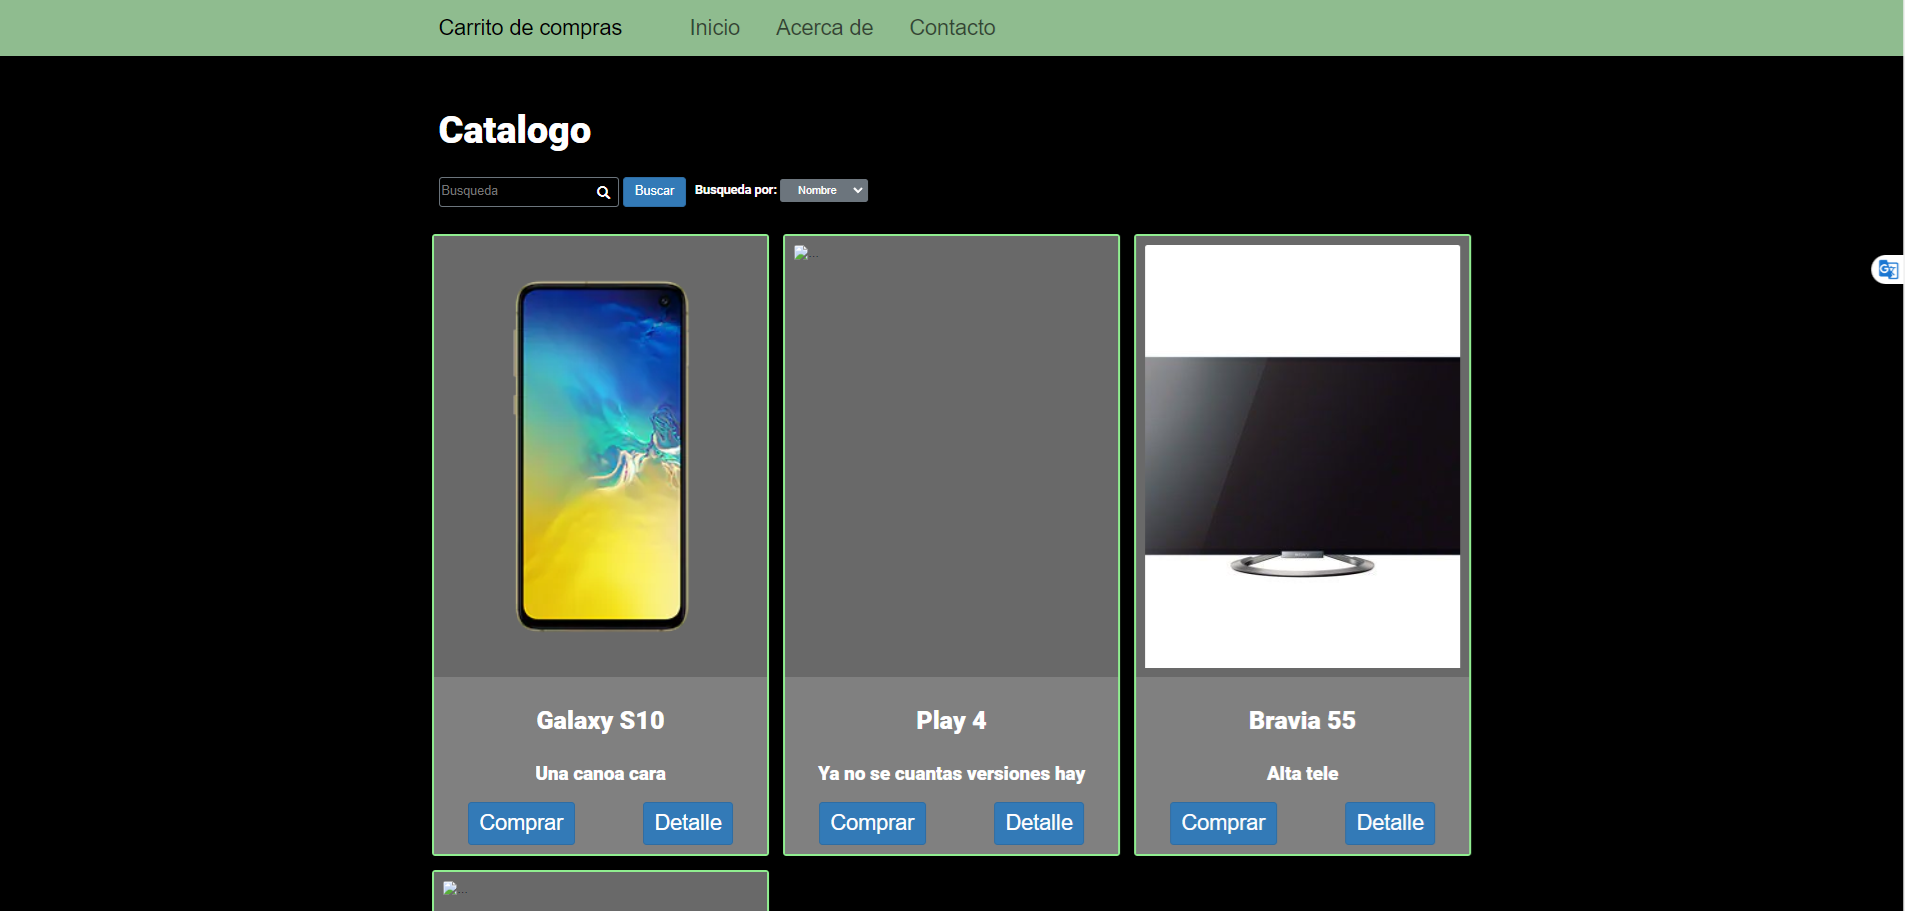 Carrito de compras Inicio Acerca de Contacto
Catalogo
Busqueda Buscar Busqueda por: Nombre
...
Galaxy S10
Una canoa cara
Comprar Detalle
Play 4
Ya no se cuantas versiones hay
Comprar Detalle
Bravia 55
Alta tele
Comprar Detalle
...